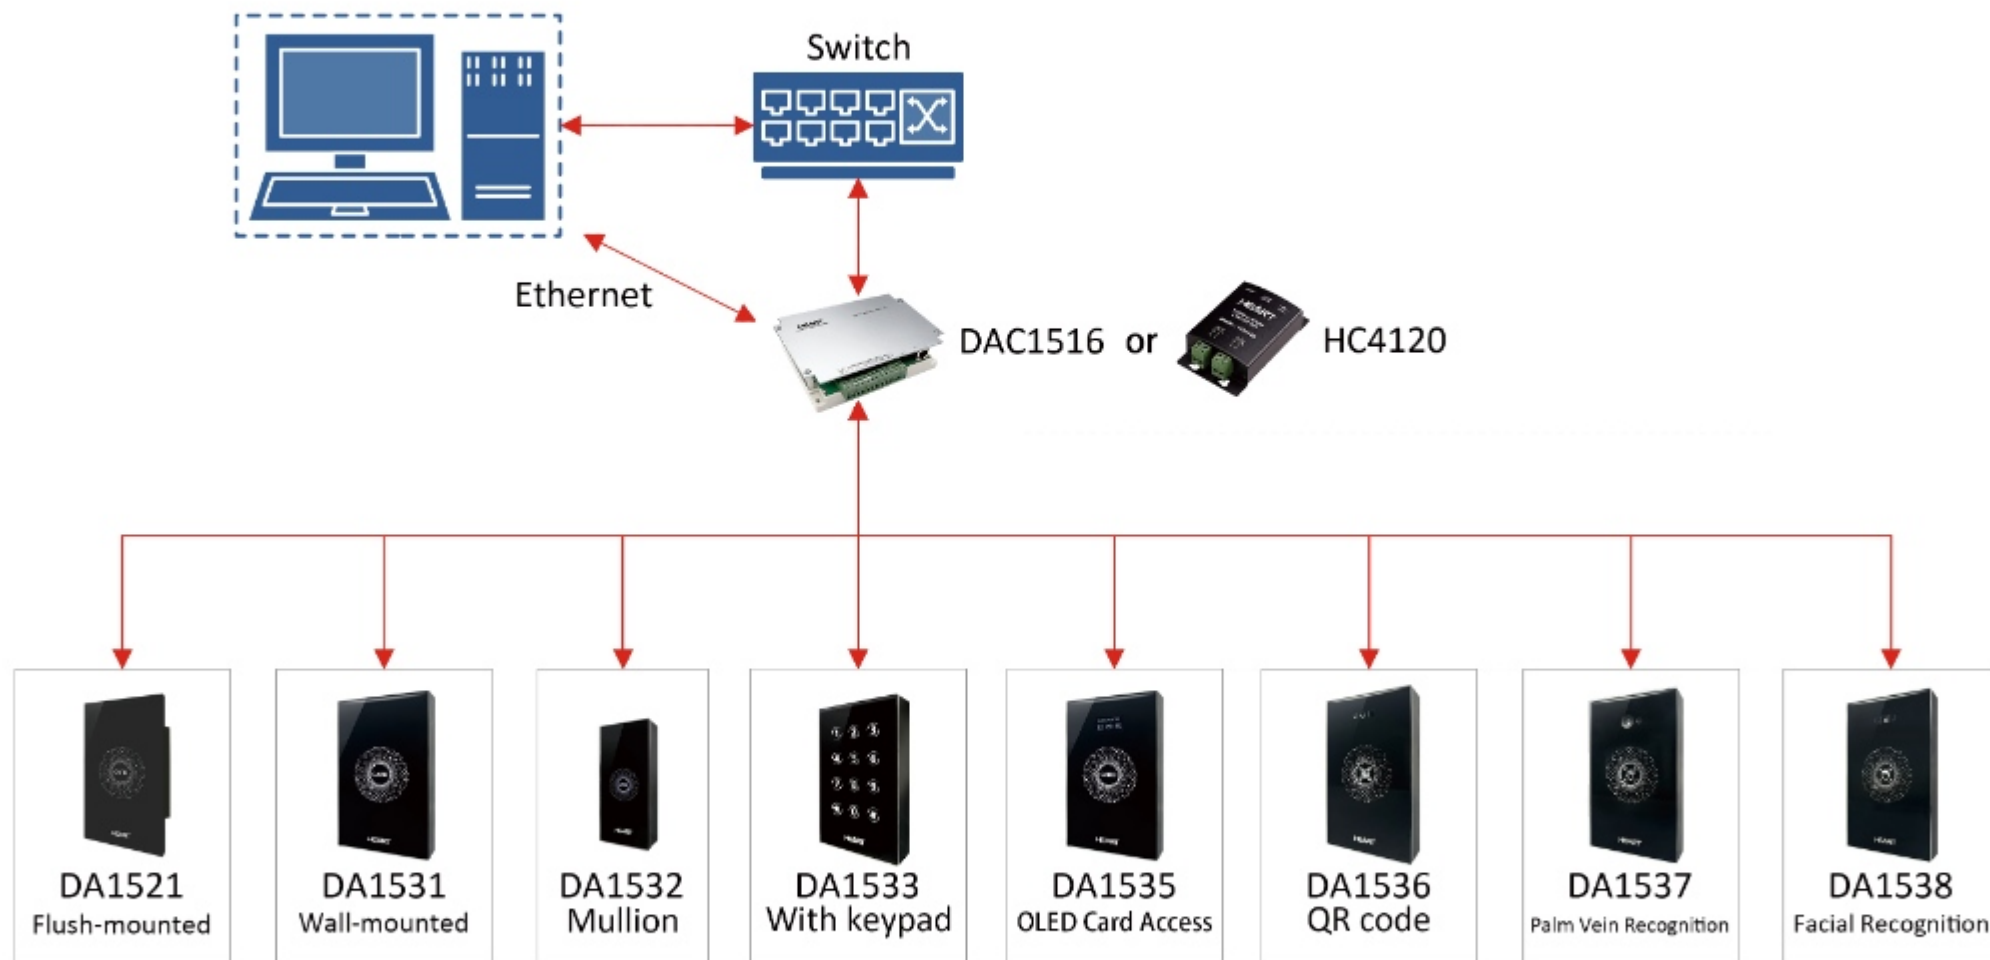 Switch
Ethernet
DAC1516 or HC4120
HBART
DA1521
Flush-mounted
DA1531
Wall-mounted
DA1532
Mullion
DA1533
With keypad
DA1535
OLED Card Access
DA1536
QR code
DA1537
Palm Vein Recognition
DA1538
Facial Recognition